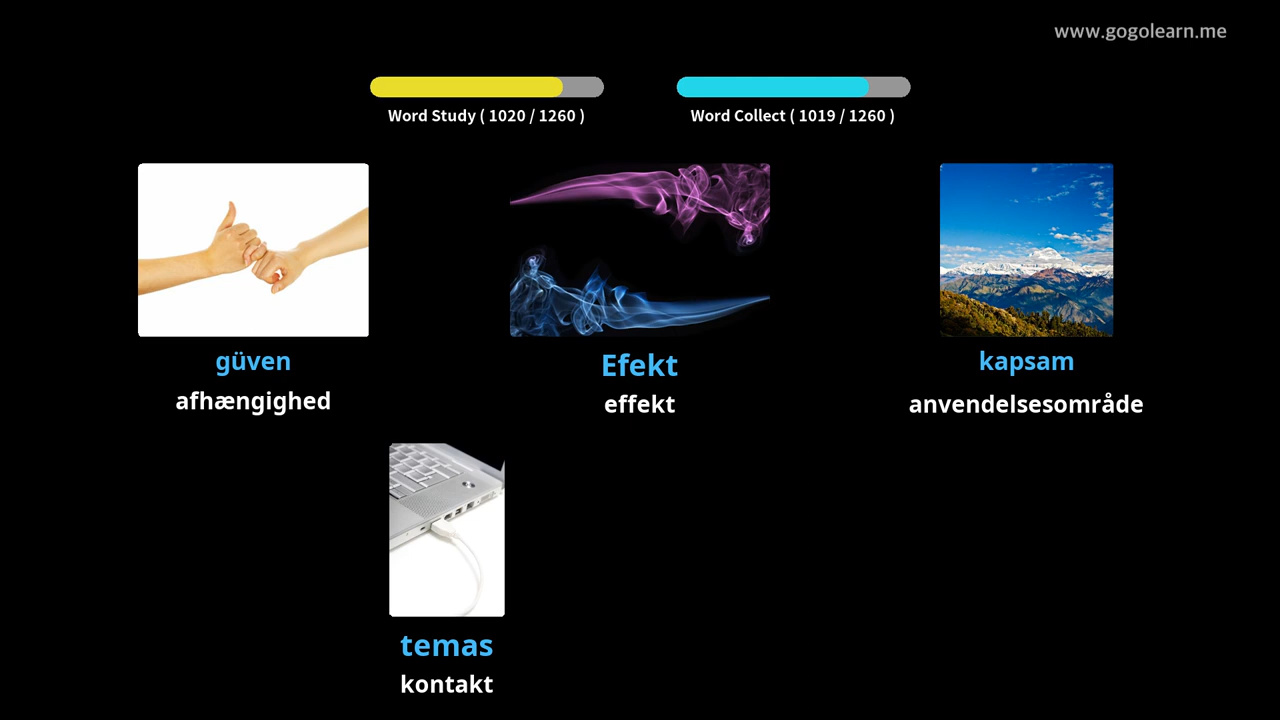 www.gogolearn.me
Word Study ( 1020 / 1260 )
Word Collect ( 1019 / 1260 )
güven
afhængighed
Efekt
effekt
kapsam
anvendelsesområde
temas
kontakt